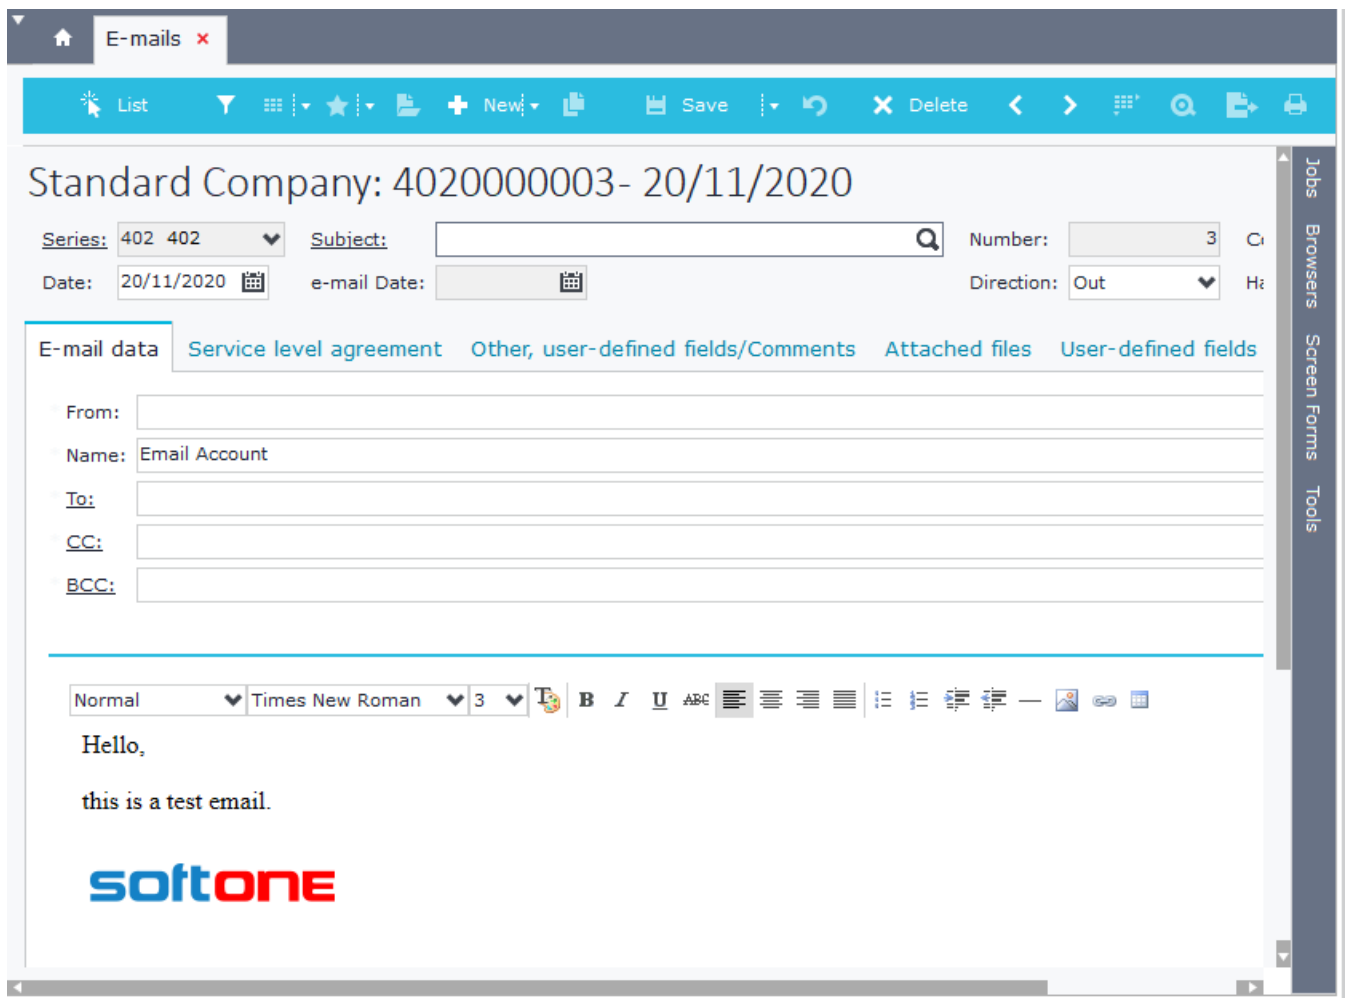 E-mails
List New Save Delete
Standard Company: 4020000003- 20/11/2020
Series: 402 402 Subject: Number: 3
Date: 20/11/2020 e-mail Date: Direction: Out
E-mail data Service level agreement Other, user-defined fields/Comments Attached files User-defined fields
From:
Name: Email Account
To:
CC:
BCC:
Normal Times New Roman 3 B I U ABC
Hello,
this is a test email.
softone
Jobs
Browsers
Screen Forms
Tools